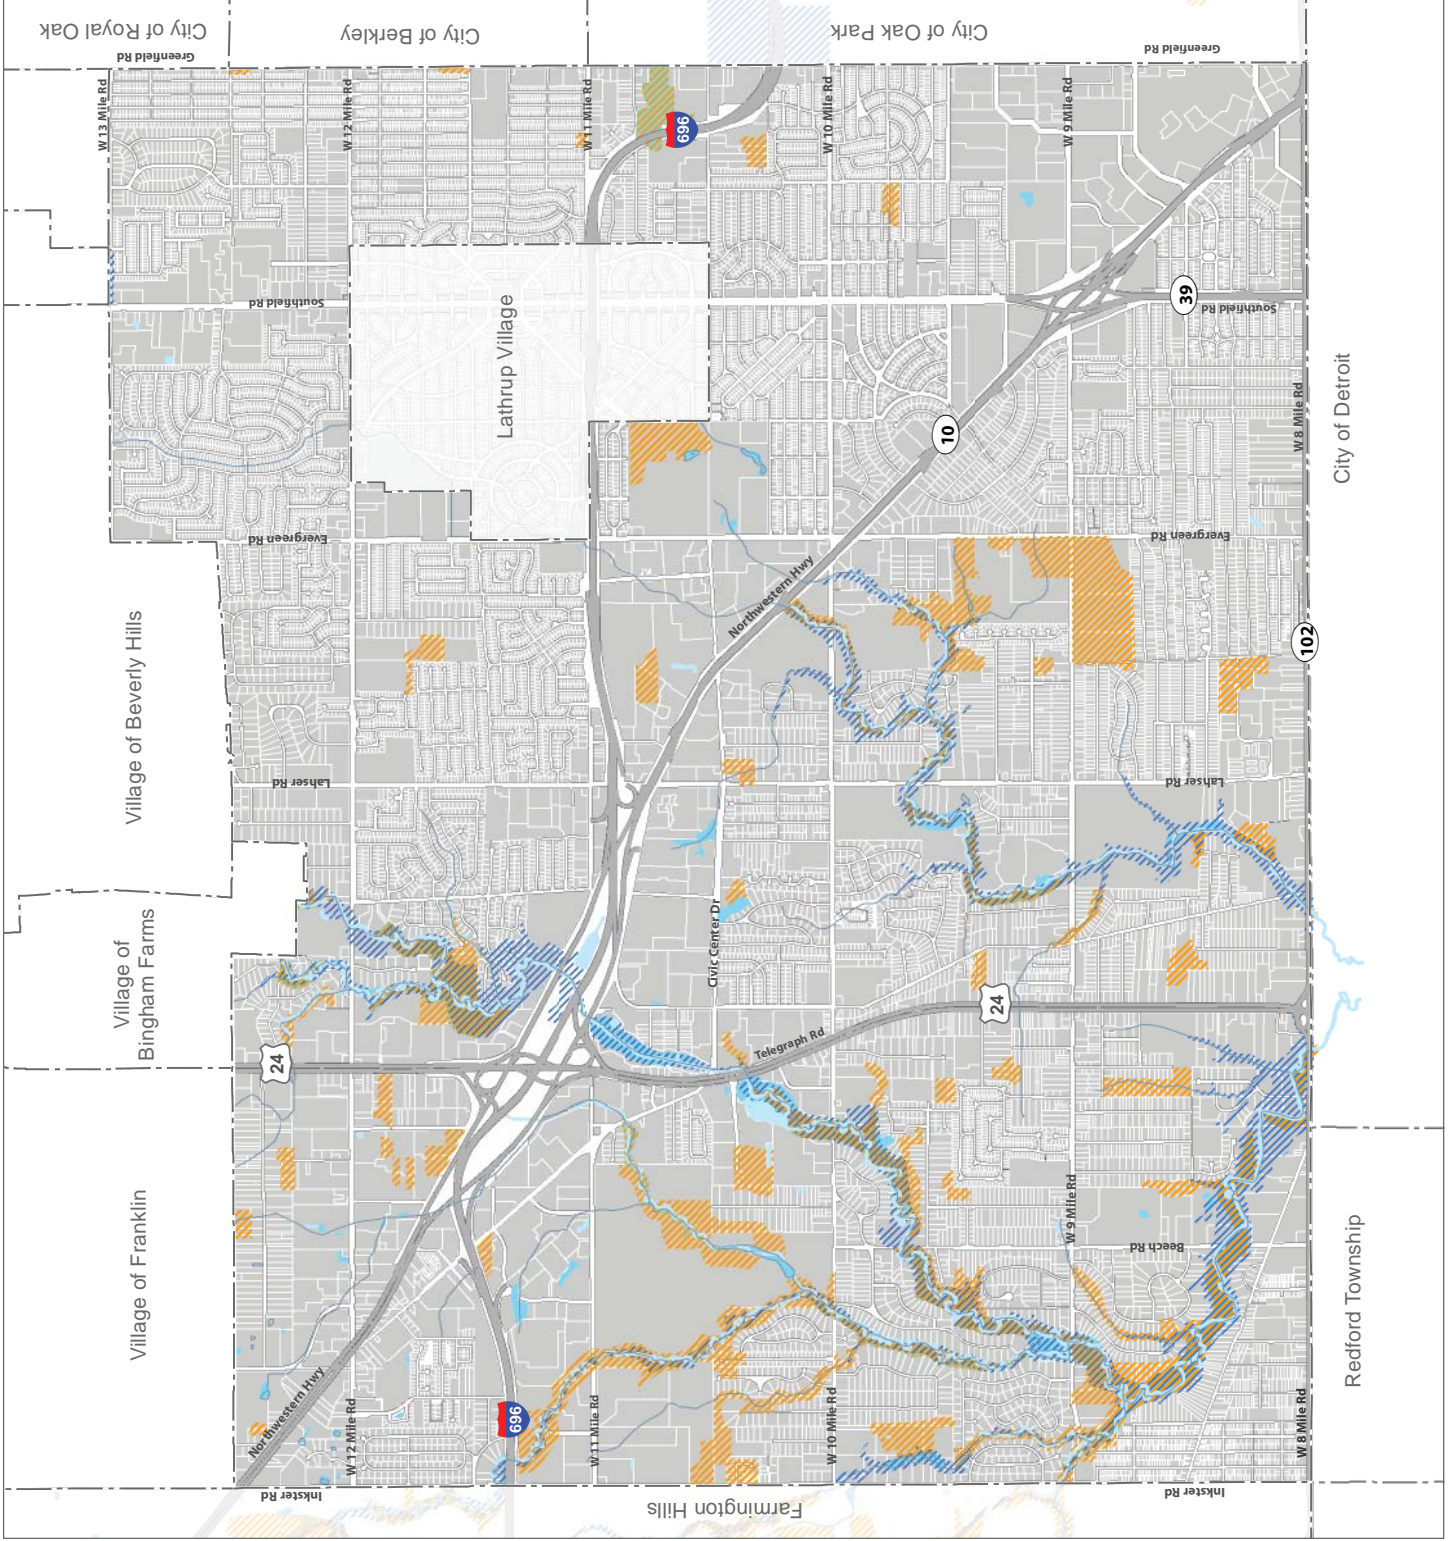 City of Royal Oak
City of Berkley
City of Oak Park
Greenfield Rd
Greenfield Rd
W 13 Mile Rd
W 12 Mile Rd
W 11 Mile Rd
W 10 Mile Rd
W 9 Mile Rd
696
Southfield Rd
Lathrup Village
39
Southfield Rd
W 8 Mile Rd
City of Detroit
10
Evergreen Rd
Evergreen Rd
Northwestern Hwy
Village of Beverly Hills
102
Lahser Rd
Lahser Rd
Village of
Bingham Farms
Civic Center Dr
24
24
Telegraph Rd
Village of Franklin
W 9 Mile Rd
Beech Rd
Redford Township
Northwestern Hwy
W 12 Mile Rd
696
W 11 Mile Rd
W 10 Mile Rd
W 8 Mile Rd
Inkster Rd
Inkster Rd
Farmington Hills